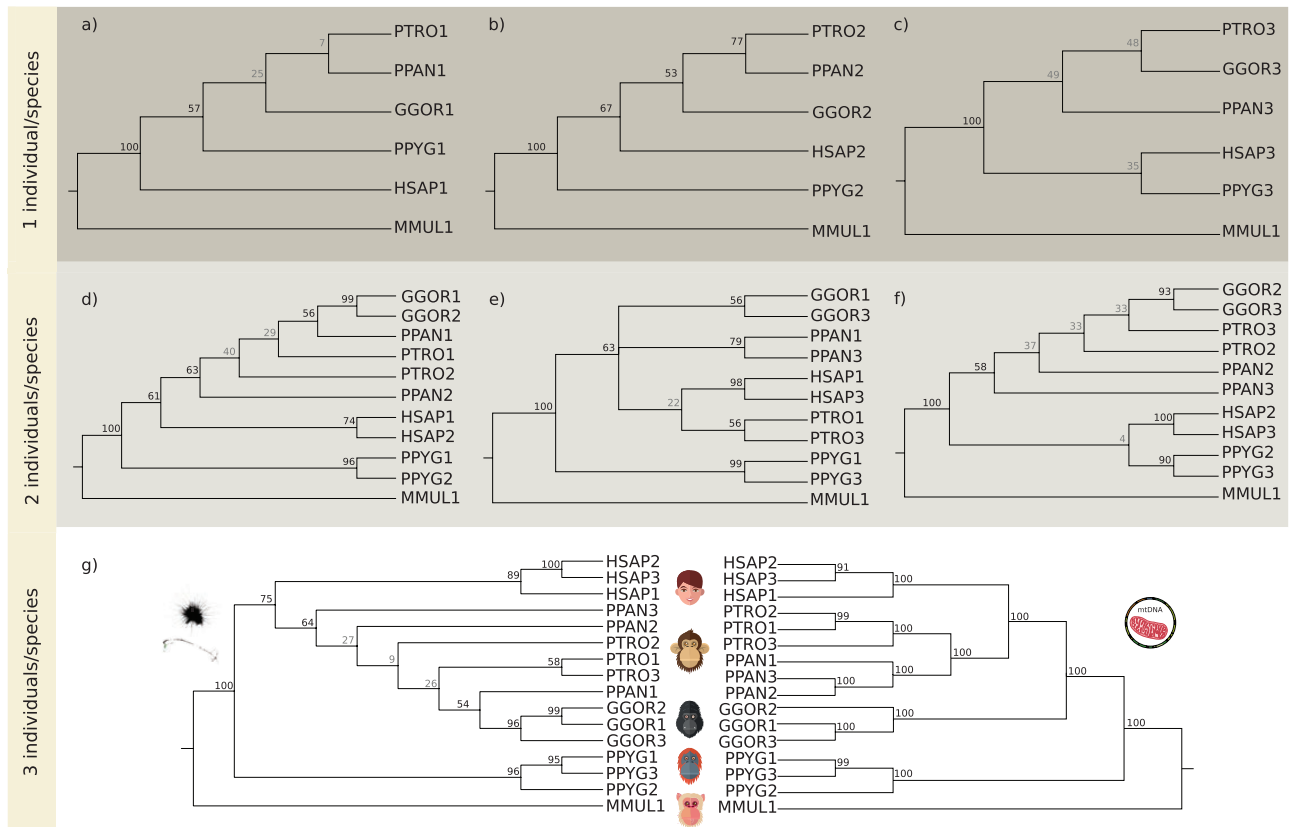 1 individual/species
a)
PTRO1
7
PPAN1
25
GGOR1
57
PPYG1
100
HSAP1
MMUL1
b)
PTRO2
77
PPAN2
53
GGOR2
67
HSAP2
100
PPYG2
MMUL1
c)
PTRO3
48
GGOR3
49
PPAN3
100
HSAP3
35
PPYG3
MMUL1
2 individuals/species
d)
GGOR1
99
GGOR2
56
PPAN1
29
PTRO1
40
PTRO2
63
PPAN2
61
HSAP1
74
HSAP2
100
PPYG1
96
PPYG2
MMUL1
e)
GGOR1
56
GGOR3
PPAN1
79
PPAN3
63
HSAP1
98
HSAP3
22
PTRO1
56
PTRO3
100
PPYG1
99
PPYG3
MMUL1
f)
GGOR2
93
GGOR3
33
PTRO3
33
PTRO2
37
PPAN2
58
PPAN3
100
HSAP2
100
HSAP3
4
PPYG2
90
PPYG3
MMUL1
3 individuals/species
g)
HSAP2
100
HSAP3
89
HSAP1
75
PPAN3
64
PPAN2
27
PTRO2
9
PTRO1
58
PTRO3
26
PPAN1
54
GGOR2
99
GGOR1
96
GGOR3
100
PPYG1
95
PPYG3
96
PPYG2
MMUL1
HSAP2
91
HSAP3
100
HSAP1
100
PTRO2
99
PTRO1
100
PTRO3
100
PPAN1
100
PPAN3
100
PPAN2
100
GGOR2
100
GGOR1
100
GGOR3
100
PPYG1
99
PPYG3
100
PPYG2
MMUL1
mtDNA